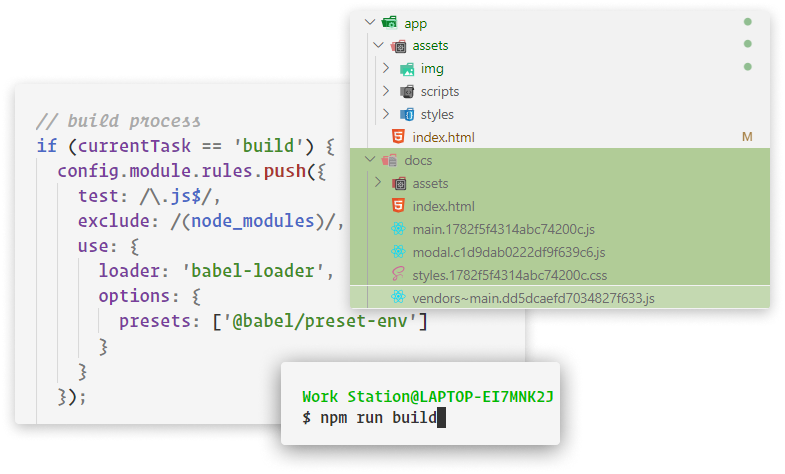 // build process
if (currentTask == 'build') {
config.module.rules.push({
test: /\.js$/,
exclude: /(node_modules)/,
use: {
loader: 'babel-loader',
options: {
presets: ['@babel/preset-env']
}
}
});
app
assets
img
scripts
styles
index.html M
docs
assets
index.html
main.1782f5f4314abc74200c.js
modal.c1d9dab0222df9f639c6.js
styles.1782f5f4314abc74200c.css
vendors~main.dd5dcaefd7034827f633.js
Work Station@LAPTOP-EI7MNK2J
$ npm run build